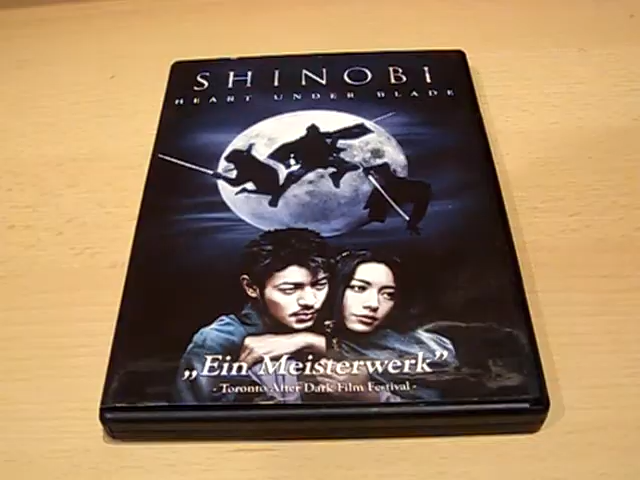 SHINOBI
HEART UNDER BLADE
„Ein Meisterwerk”
- Toronto After Dark Film Festival -